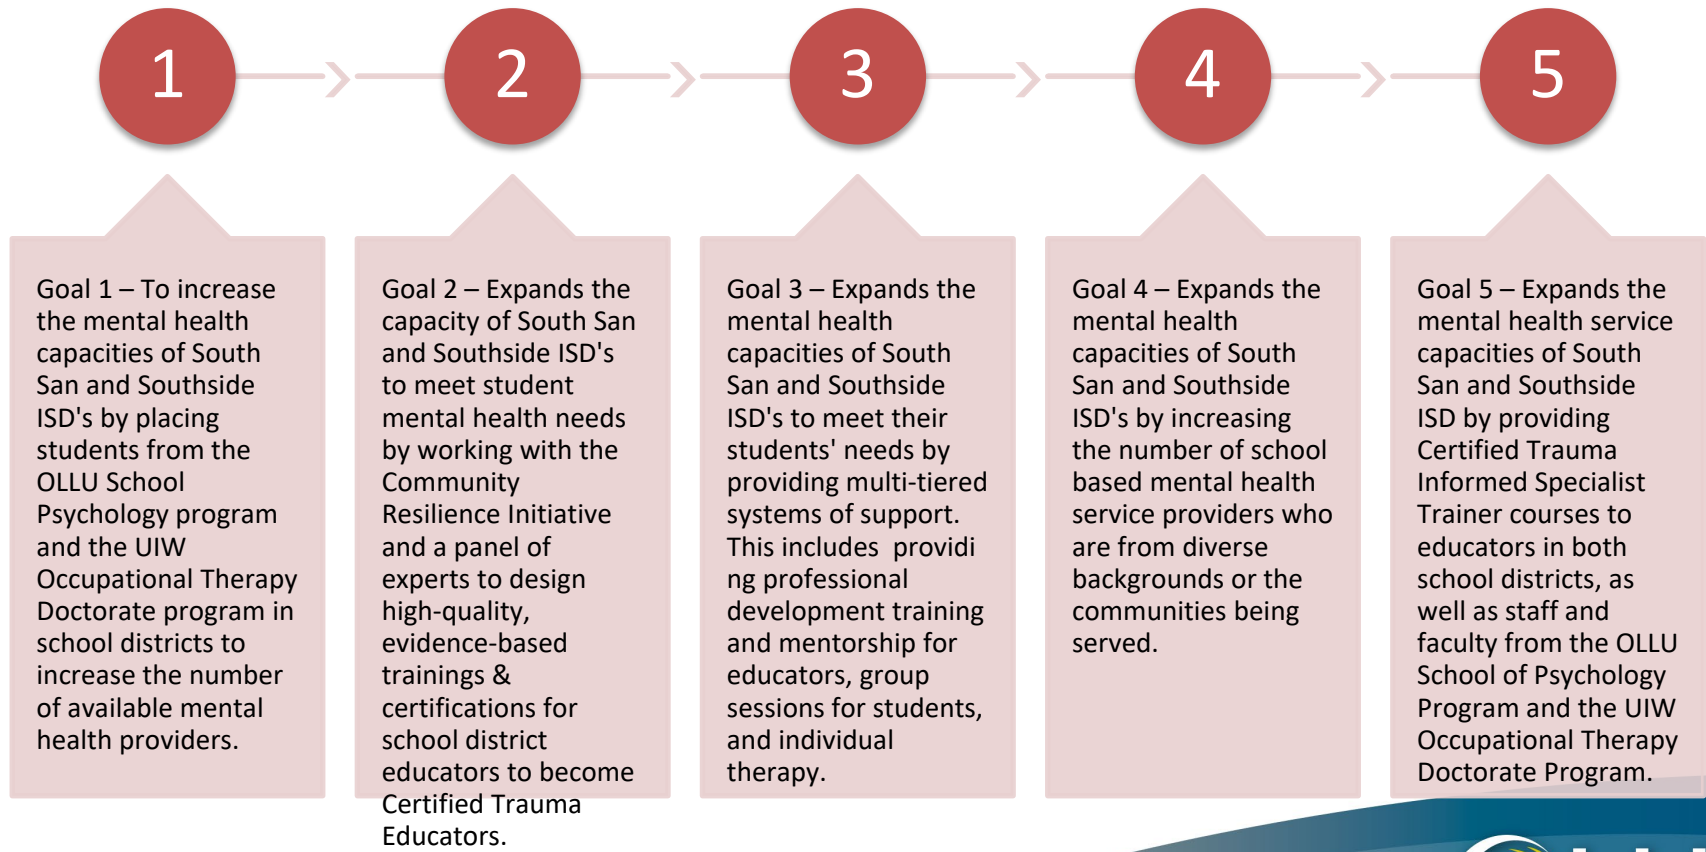 1
2
3
4
5
Goal 1 – To increase
the mental health
capacities of South
San and Southside
ISD's by placing
students from the
OLLU School
Psychology program
and the UIW
Occupational Therapy
Doctorate program in
school districts to
increase the number
of available mental
health providers.
Goal 2 – Expands the
capacity of South San
and Southside ISD's
to meet student
mental health needs
by working with the
Community
Resilience Initiative
and a panel of
experts to design
high-quality,
evidence-based
trainings &
certifications for
school district
educators to become
Certified Trauma
Educators.
Goal 3 – Expands the
mental health
capacities of South
San and Southside
ISD's to meet their
students' needs by
providing multi-tiered
systems of support.
This includes  providi
ng professional
development training
and mentorship for
educators, group
sessions for students,
and individual
therapy.
Goal 4 – Expands the
mental health
capacities of South
San and Southside
ISD's by increasing
the number of school
based mental health
service providers who
are from diverse
backgrounds or the
communities being
served.
Goal 5 – Expands the
mental health service
capacities of South
San and Southside
ISD by providing
Certified Trauma
Informed Specialist
Trainer courses to
educators in both
school districts, as
well as staff and
faculty from the OLLU
School of Psychology
Program and the UIW
Occupational Therapy
Doctorate Program.